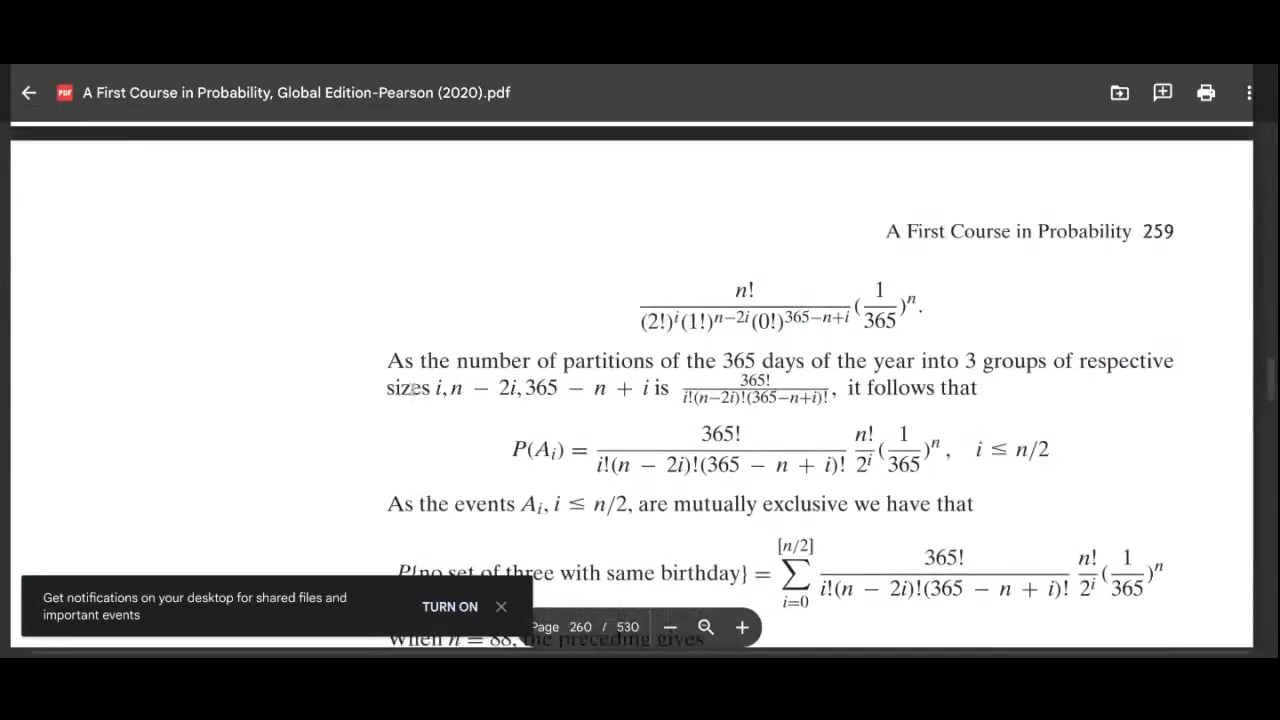 A First Course in Probability, Global Edition-Pearson (2020).pdf
A First Course in Probability 259
n! / (2!)^i(1!)^{n−2i}(0!)^{365−n+i} (1/365)^n.
As the number of partitions of the 365 days of the year into 3 groups of respective
sizes i, n − 2i, 365 − n + i is 365! / i!(n−2i)!(365−n+i)!, it follows that
P(A_i) = 365! / i!(n − 2i)!(365 − n + i)! n!/2^i (1/365)^n, i ≤ n/2
As the events A_i, i ≤ n/2, are mutually exclusive we have that
P{no set of three with same birthday} = ∑_{i=0}^{[n/2]} 365! / i!(n − 2i)!(365 − n + i)! n!/2^i (1/365)^n
When n = 88, the preceding gives
Get notifications on your desktop for shared files and
important events
TURN ON
Page 260 / 530